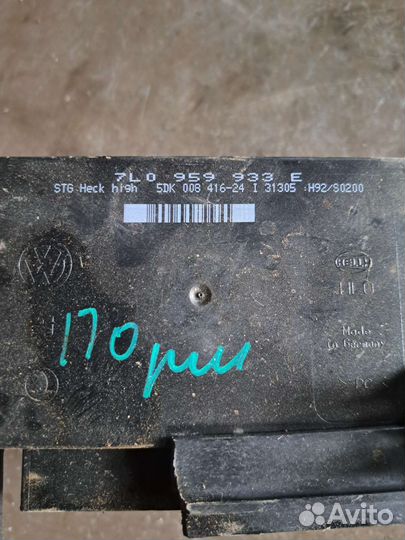 7L0 959 933 E
STG Heck high 5DK 008 416-24 I 31305 :H92/S0200
HELLA
Made
in Germany
170 рии
Avito